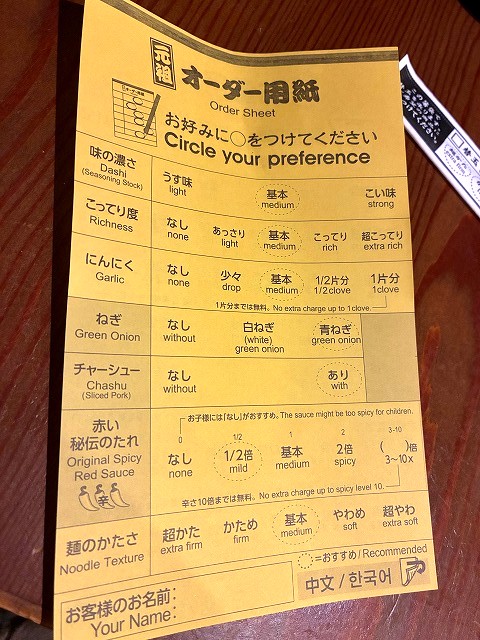 元祖 オーダー用紙
Order Sheet
お好みに○をつけてください
Circle your preference
味の濃さ
Dashi
(Seasoning Stock)
うす味 基本 こい味
light medium strong
こってり度
Richness
なし あっさり 基本 こってり 超こってり
none light medium rich extra rich
にんにく
Garlic
なし 少々 基本 1/2片分 1片分
none drop medium 1/2clove 1clove
1片分までは無料。No extra charge up to 1clove.
ねぎ
Green Onion
なし 白ねぎ 青ねぎ
without (white) green onion
green onion
チャーシュー
Chashu
(Sliced Pork)
なし あり
without with
赤い
秘伝のたれ
Original Spicy
Red Sauce
辛
お子様には「なし」がおすすめ。The sauce might be too spicy for children.
0 1/2 1 2 3-10
なし 1/2倍 基本 2倍 ( )倍
none mild medium spicy 3~10x
辛さ10倍までは無料。No extra charge up to spicy level 10.
麺のかたさ
Noodle Texture
超かた かため 基本 やわめ 超やわ
extra firm firm medium soft extra soft
=おすすめ/Recommended
お客様のお名前:
Your Name:
中文/한국어